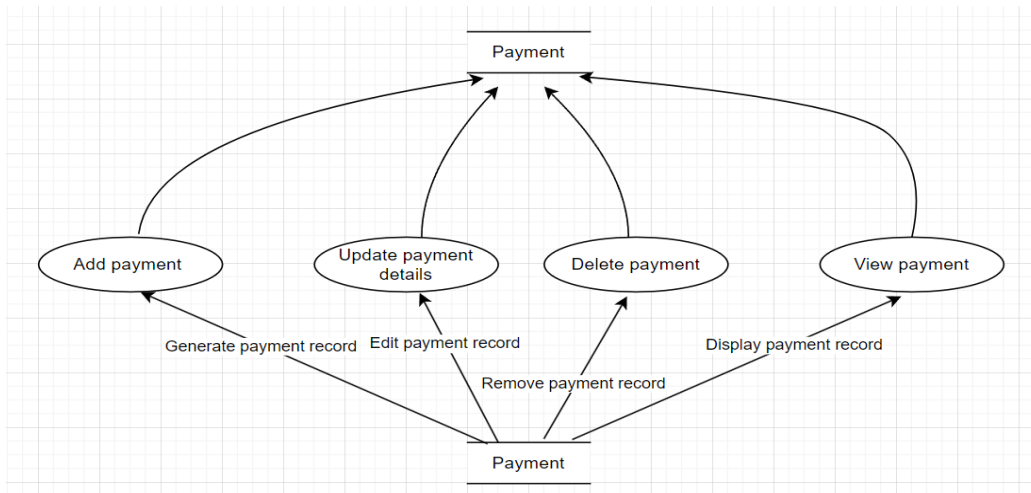 Payment
Add payment
Update payment
details
Delete payment
View payment
Generate payment record
Edit payment record
Display payment record
Remove payment record
Payment